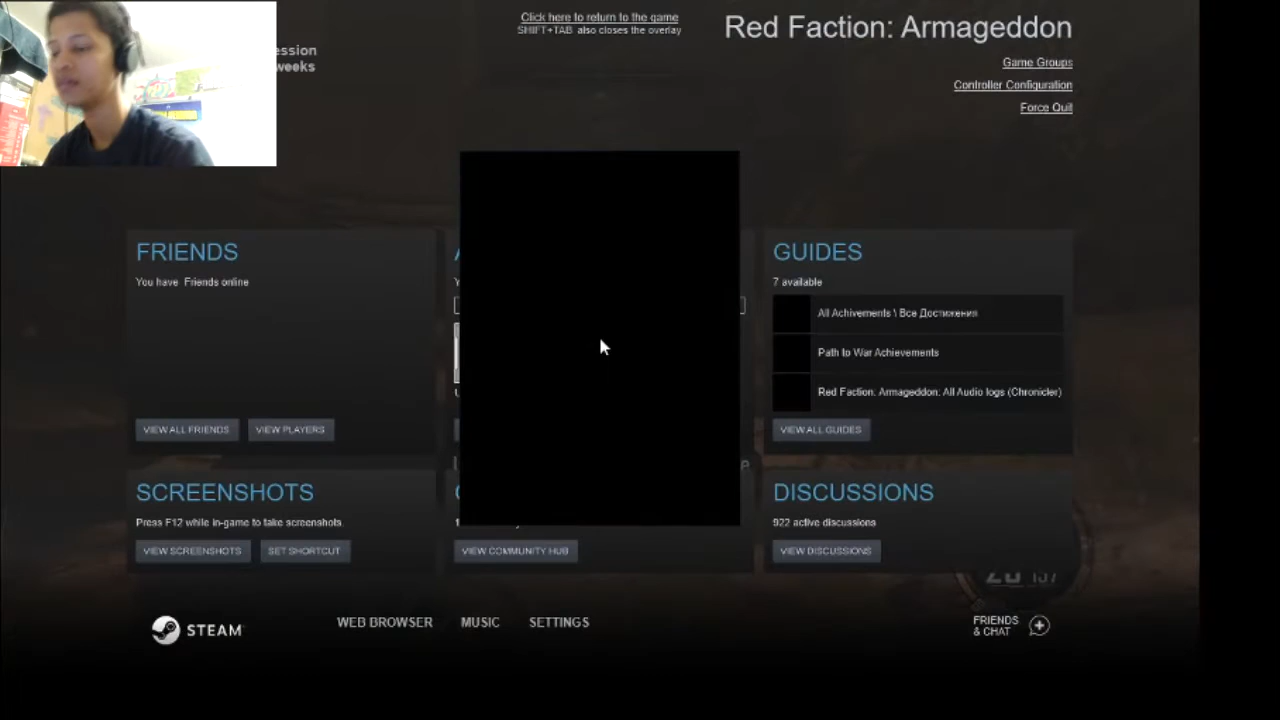 Click here to return to the game
SHIFT+TAB also closes the overlay
Red Faction: Armageddon
Game Groups
Controller Configuration
Force Quit
ession
weeks
FRIENDS
You have Friends online
VIEW ALL FRIENDS
VIEW PLAYERS
GUIDES
7 available
All Achivements \ Все Достижения
Path to War Achievements
Red Faction: Armageddon: All Audio logs (Chronicler)
VIEW ALL GUIDES
SCREENSHOTS
Press F12 while in-game to take screenshots.
VIEW SCREENSHOTS
SET SHORTCUT
VIEW COMMUNITY HUB
DISCUSSIONS
922 active discussions
VIEW DISCUSSIONS
137
STEAM
WEB BROWSER
MUSIC
SETTINGS
FRIENDS
& CHAT